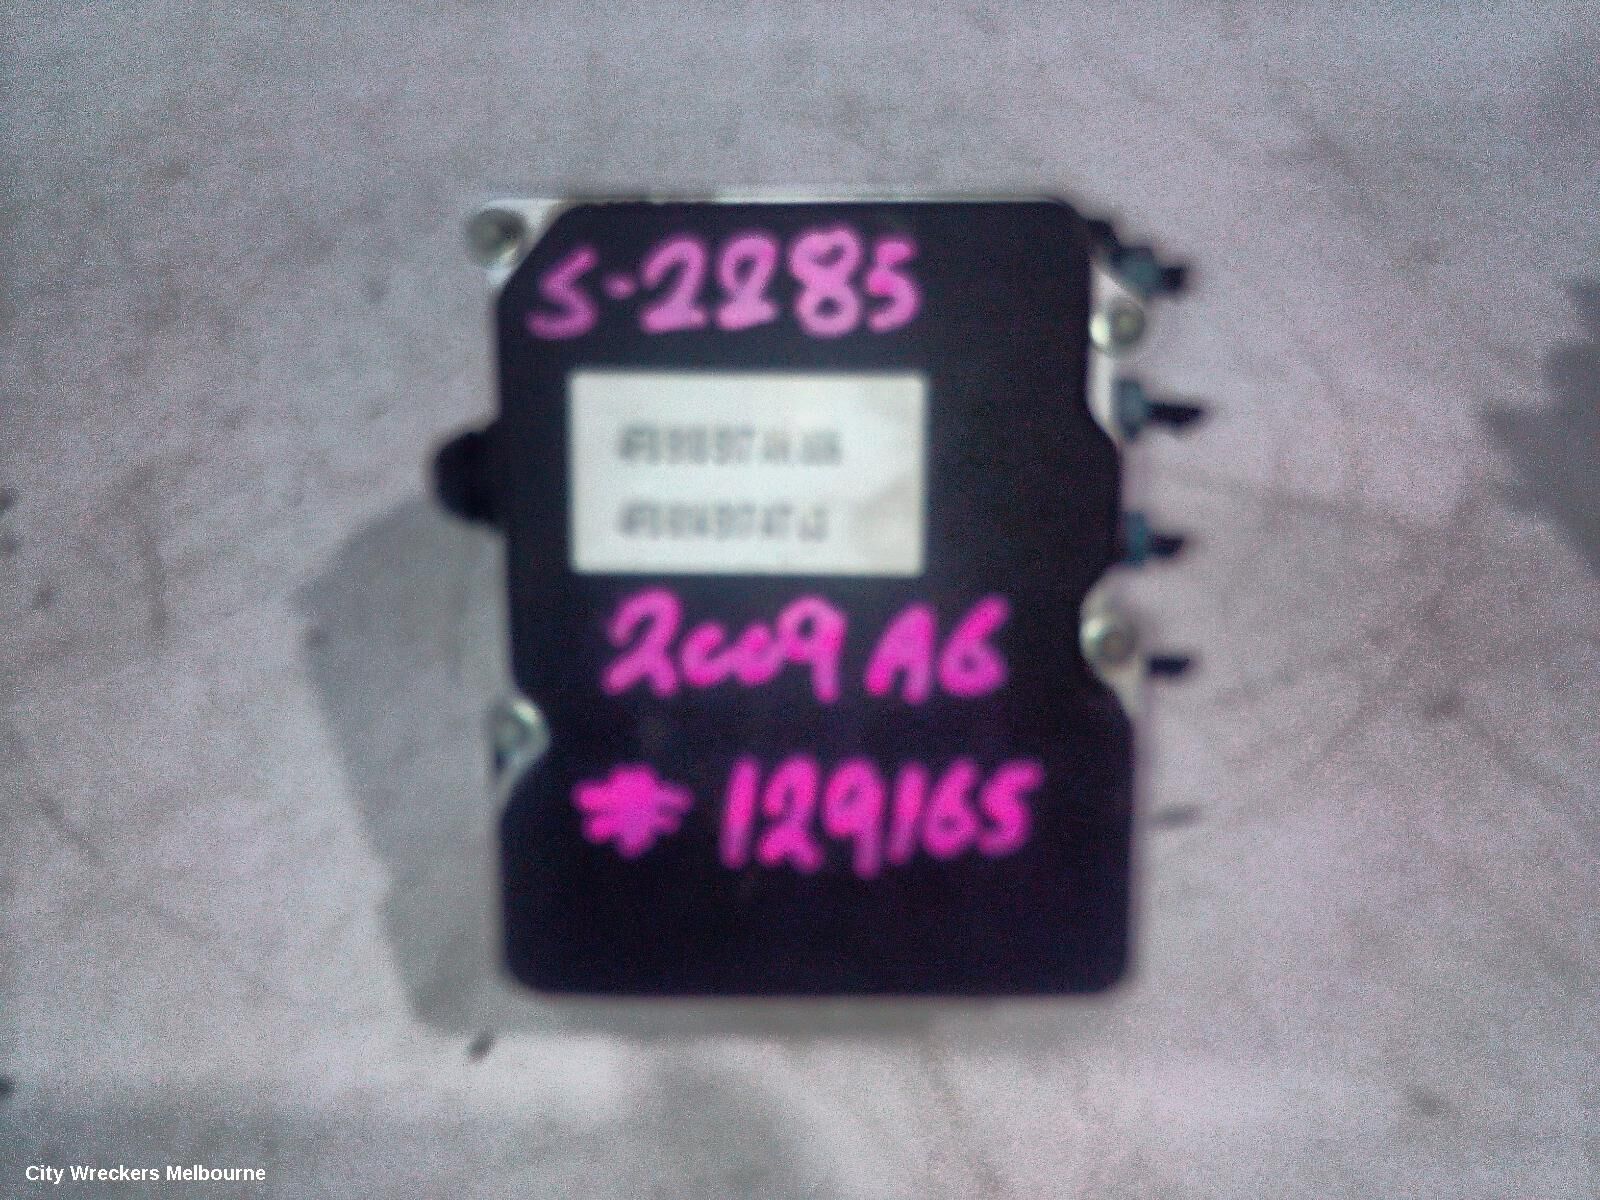 S-2285
2009 A6
* 129165
City Wreckers Melbourne